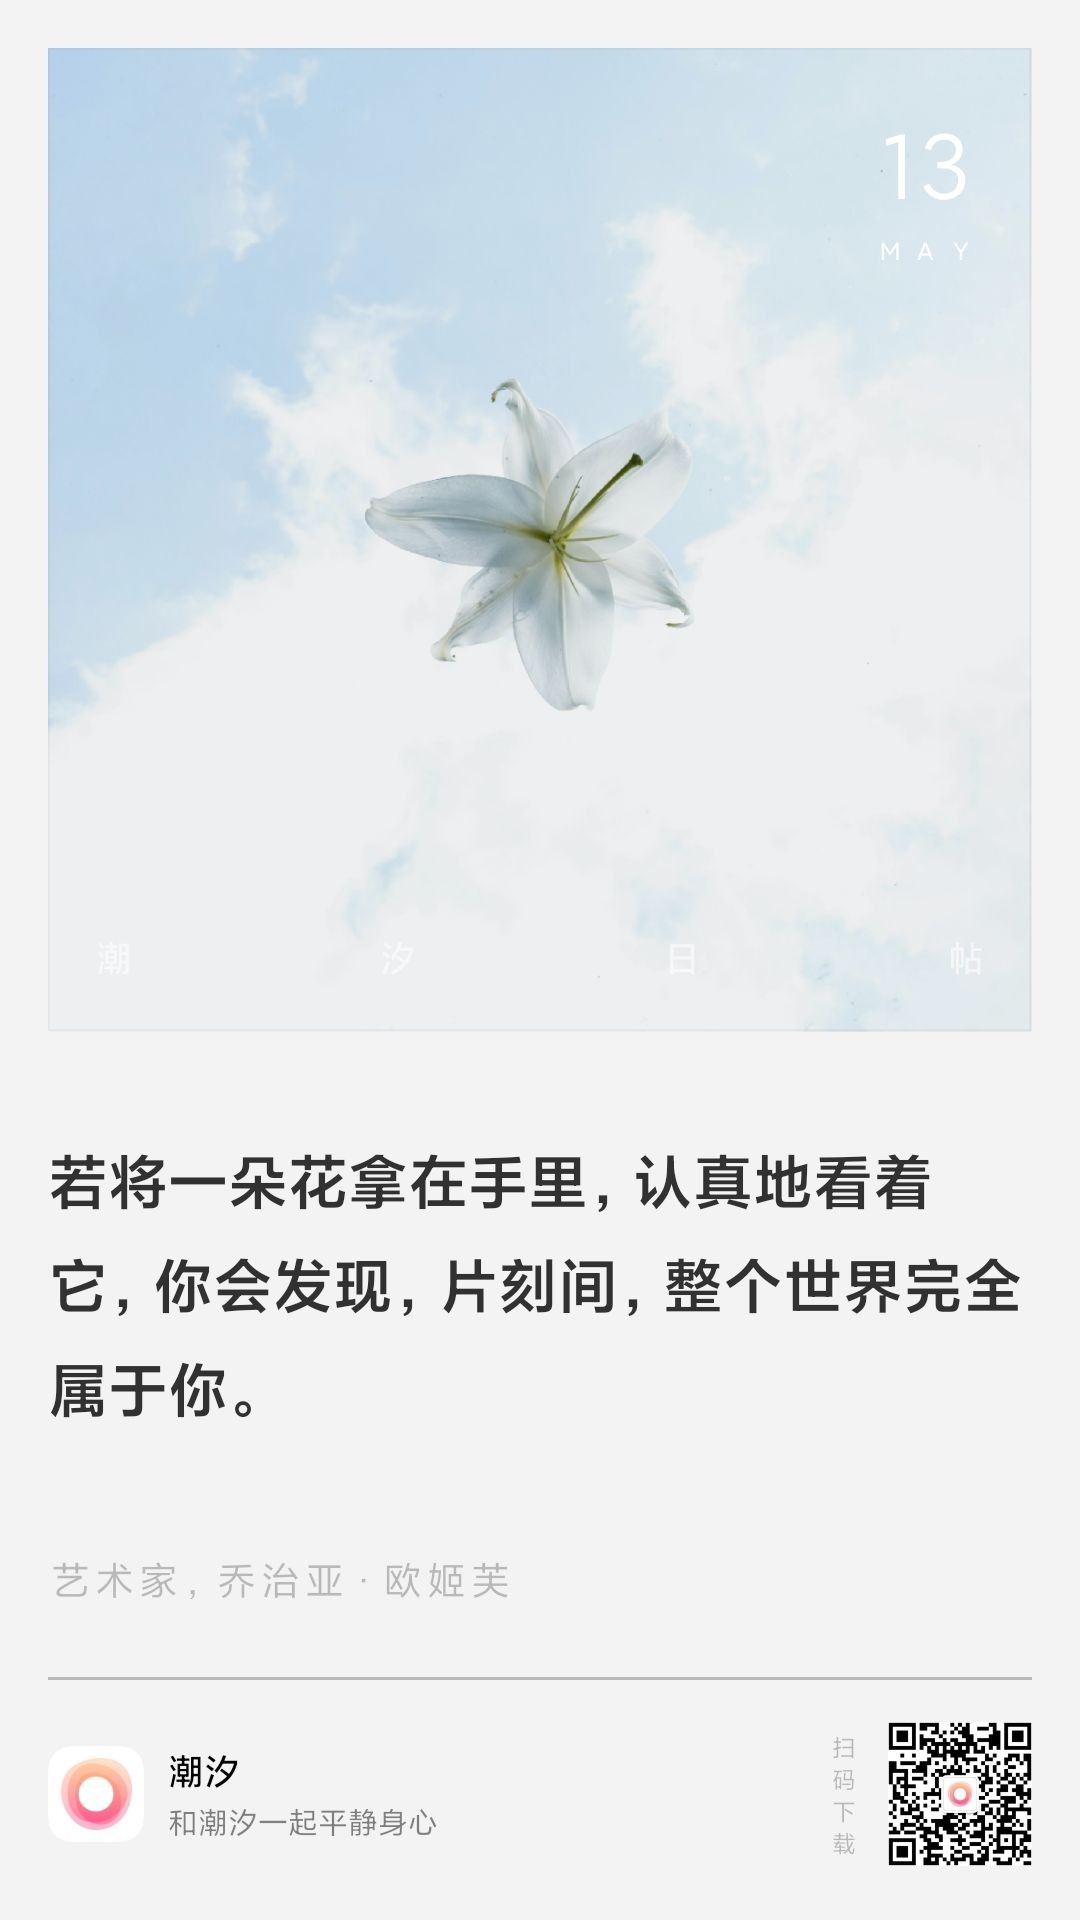 13
MAY
潮汐日帖
若将一朵花拿在手里，认真地看着
它，你会发现，片刻间，整个世界完全
属于你。
艺术家，乔治亚·欧姬芙
潮汐
和潮汐一起平静身心
扫码下载